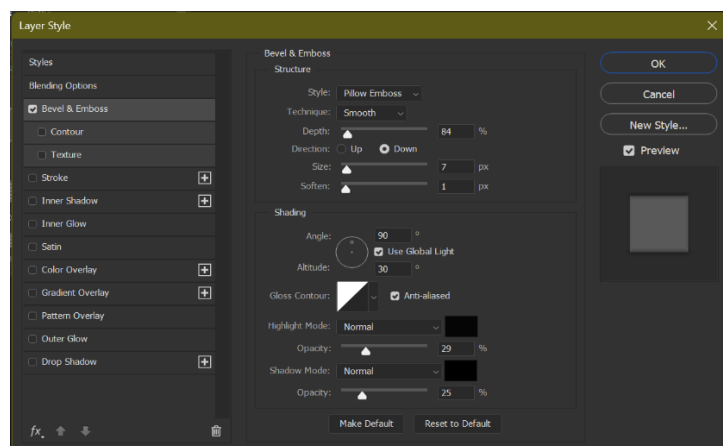 Layer Style
Styles
Blending Options
Bevel & Emboss
Contour
Texture
Stroke
Inner Shadow
Inner Glow
Satin
Color Overlay
Gradient Overlay
Pattern Overlay
Outer Glow
Drop Shadow
fx
Bevel & Emboss
Structure
Style: Pillow Emboss
Technique: Smooth
Depth: 84 %
Direction: Up Down
Size: 7 px
Soften: 1 px
Shading
Angle: 90 °
Use Global Light
Altitude: 30 °
Gloss Contour: Anti-aliased
Highlight Mode: Normal
Opacity: 29 %
Shadow Mode: Normal
Opacity: 25 %
Make Default Reset to Default
OK
Cancel
New Style...
Preview